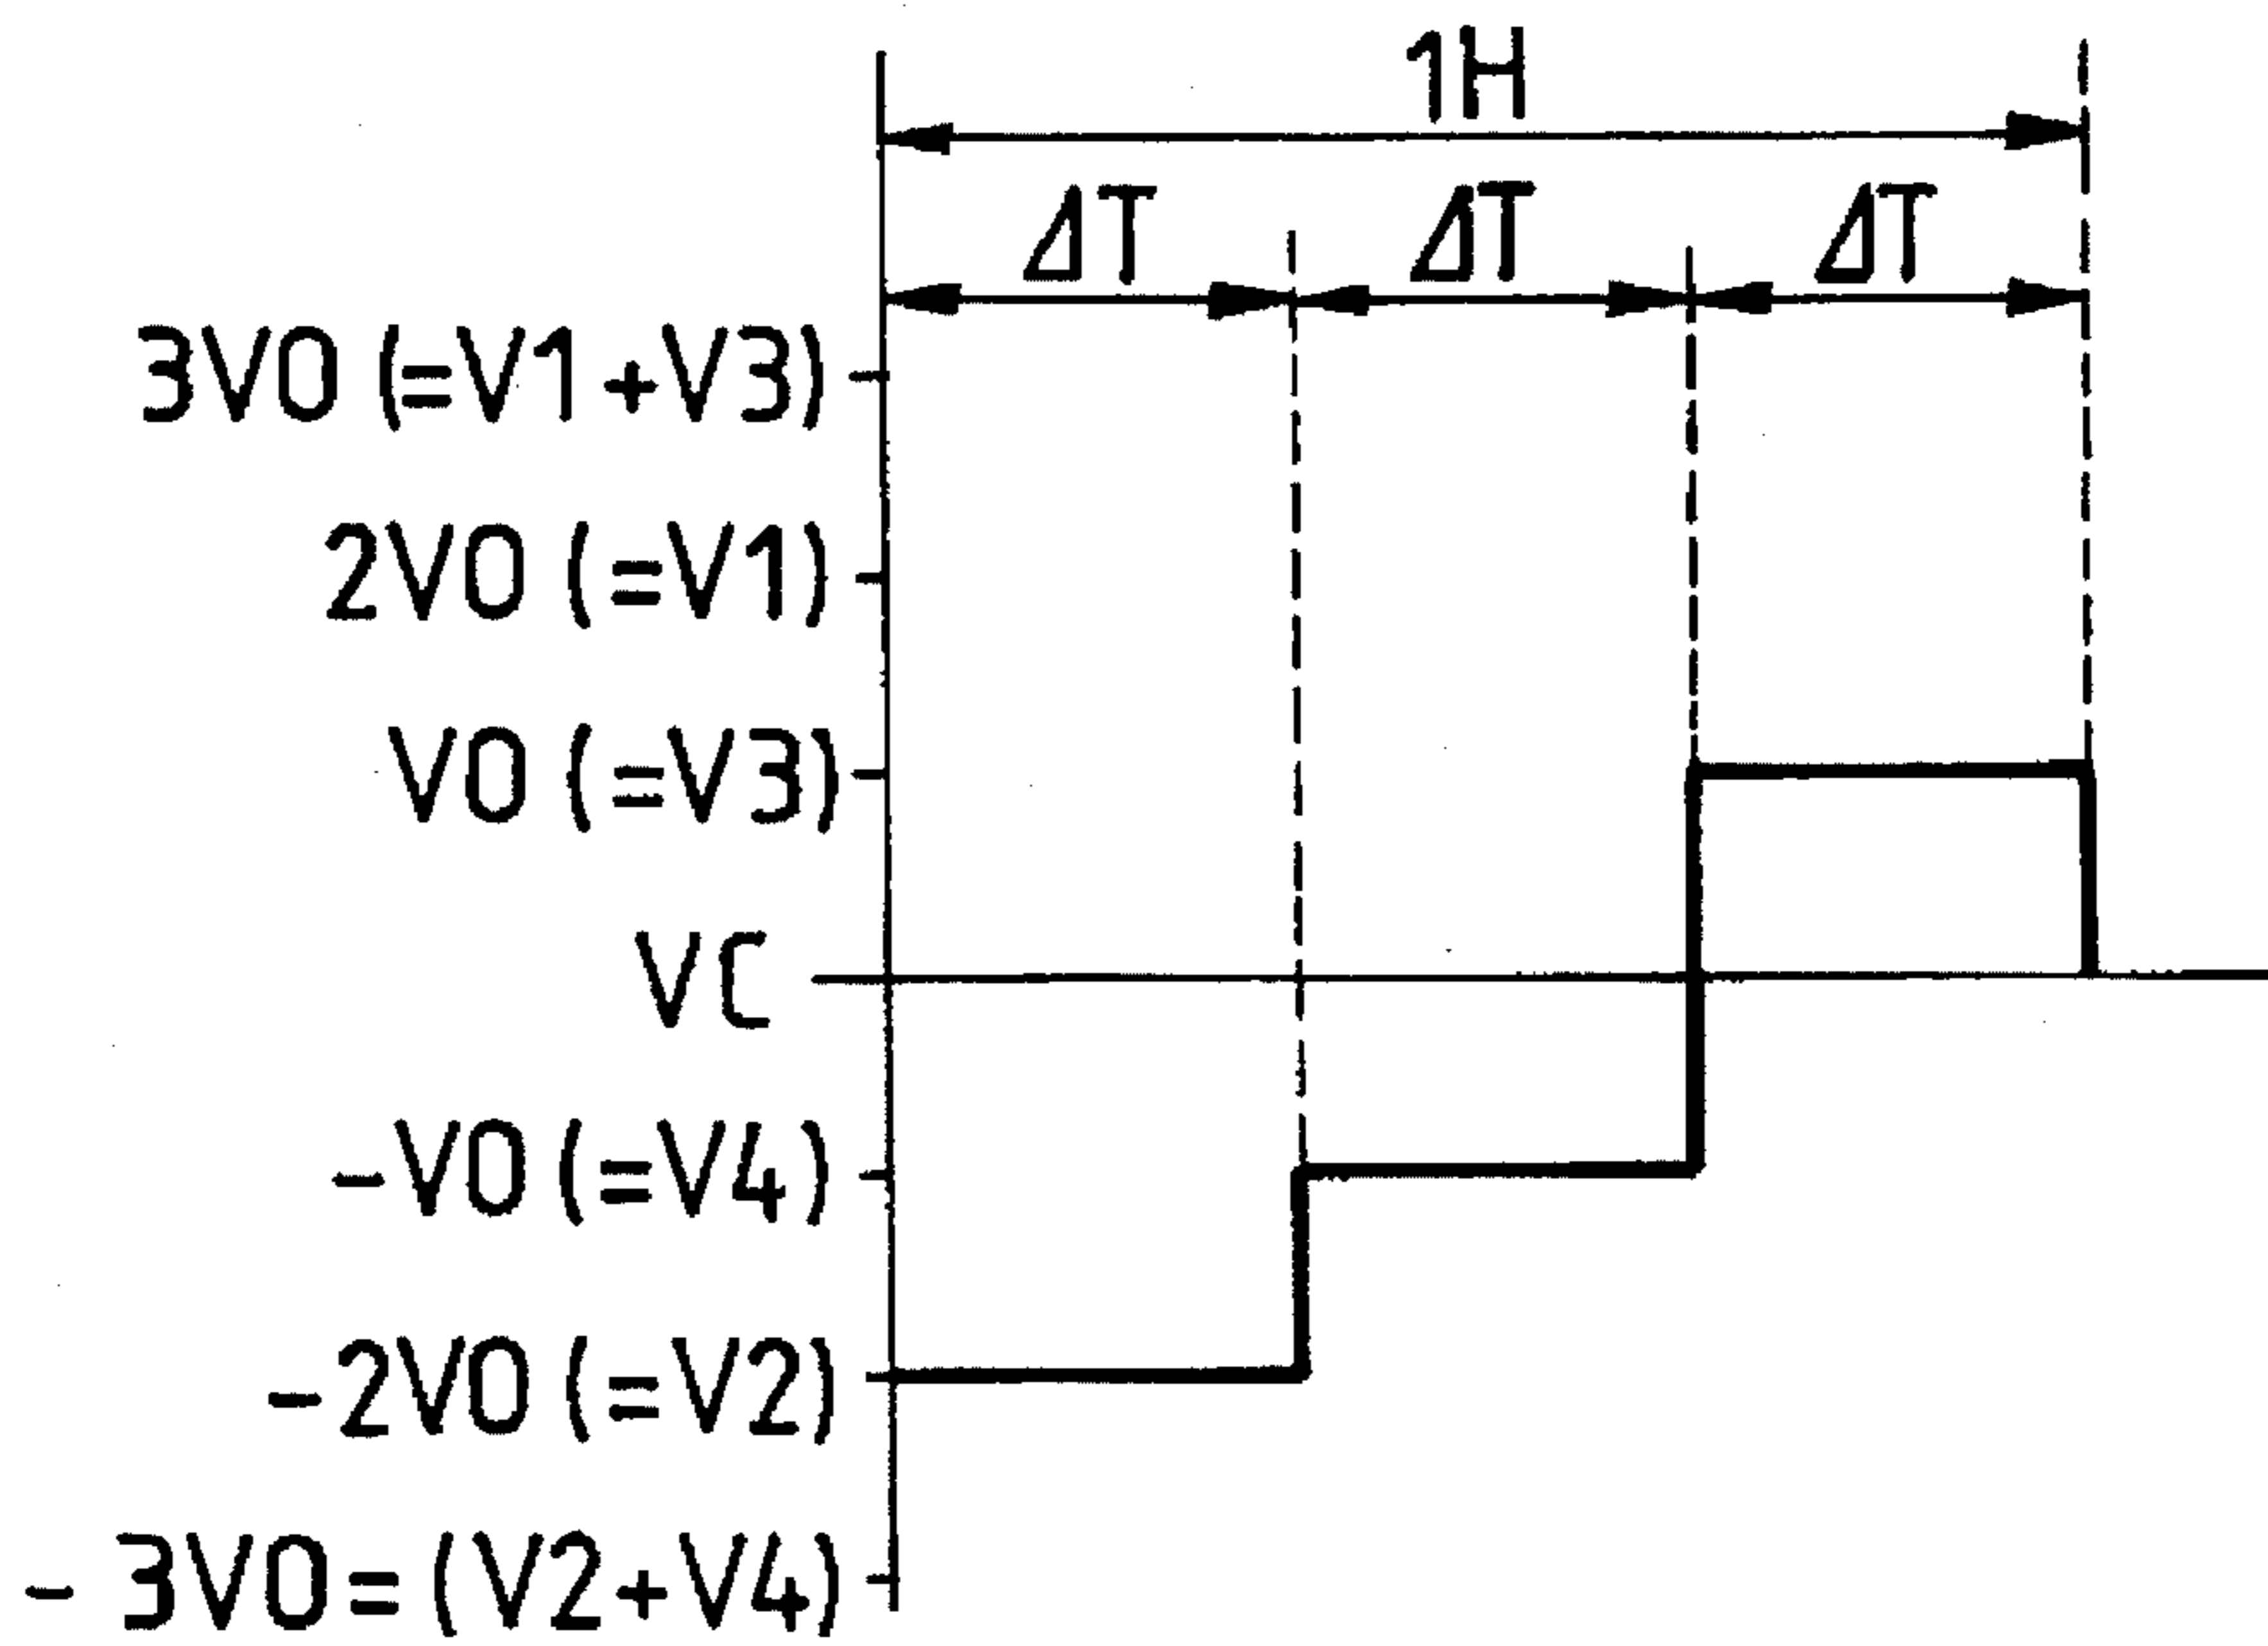 1H
ΔT ΔT ΔT
3V0 (=V1+V3)
2V0 (=V1)
V0 (=V3)
VC
-V0 (=V4)
-2V0 (=V2)
-3V0=(V2+V4)